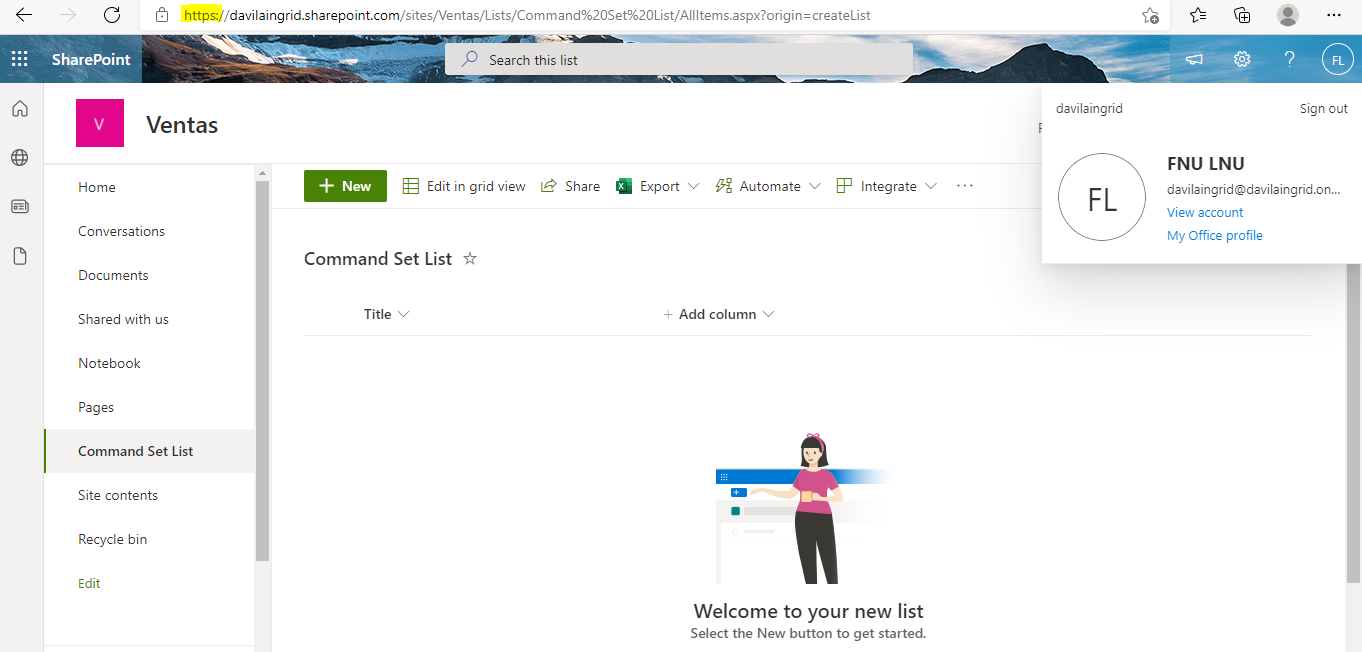 https://davilaingrid.sharepoint.com/sites/Ventas/Lists/Command%20Set%20List/AllItems.aspx?origin=createList
SharePoint
Search this list
?
FL
davilaingrid
Sign out
V
Ventas
FL
FNU LNU
davilaingrid@davilaingrid.on...
View account
My Office profile
Home
Conversations
Documents
Shared with us
Notebook
Pages
Command Set List
Site contents
Recycle bin
Edit
+ New
Edit in grid view
Share
Export
Automate
Integrate
...
Command Set List
Title
+ Add column
Welcome to your new list
Select the New button to get started.